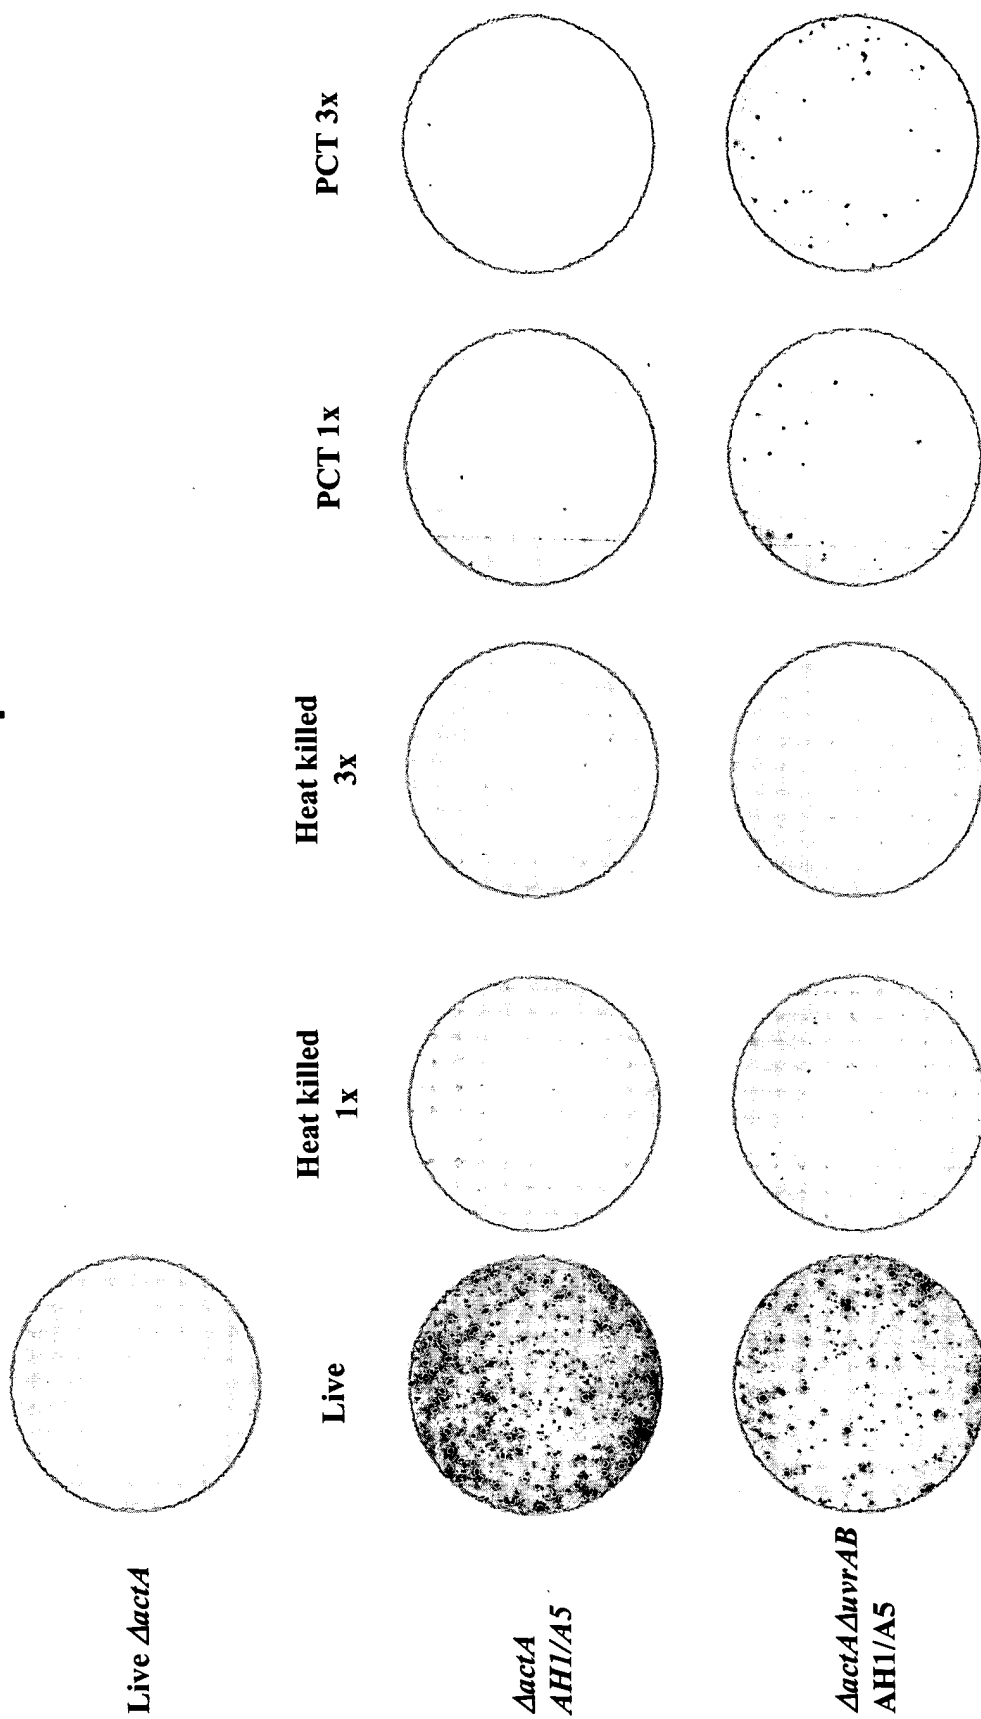 Live ΔactA
Live
Heat killed
1x
Heat killed
3x
PCT 1x
PCT 3x
ΔactA
AH1/A5
ΔactAΔuvrAB
AH1/A5